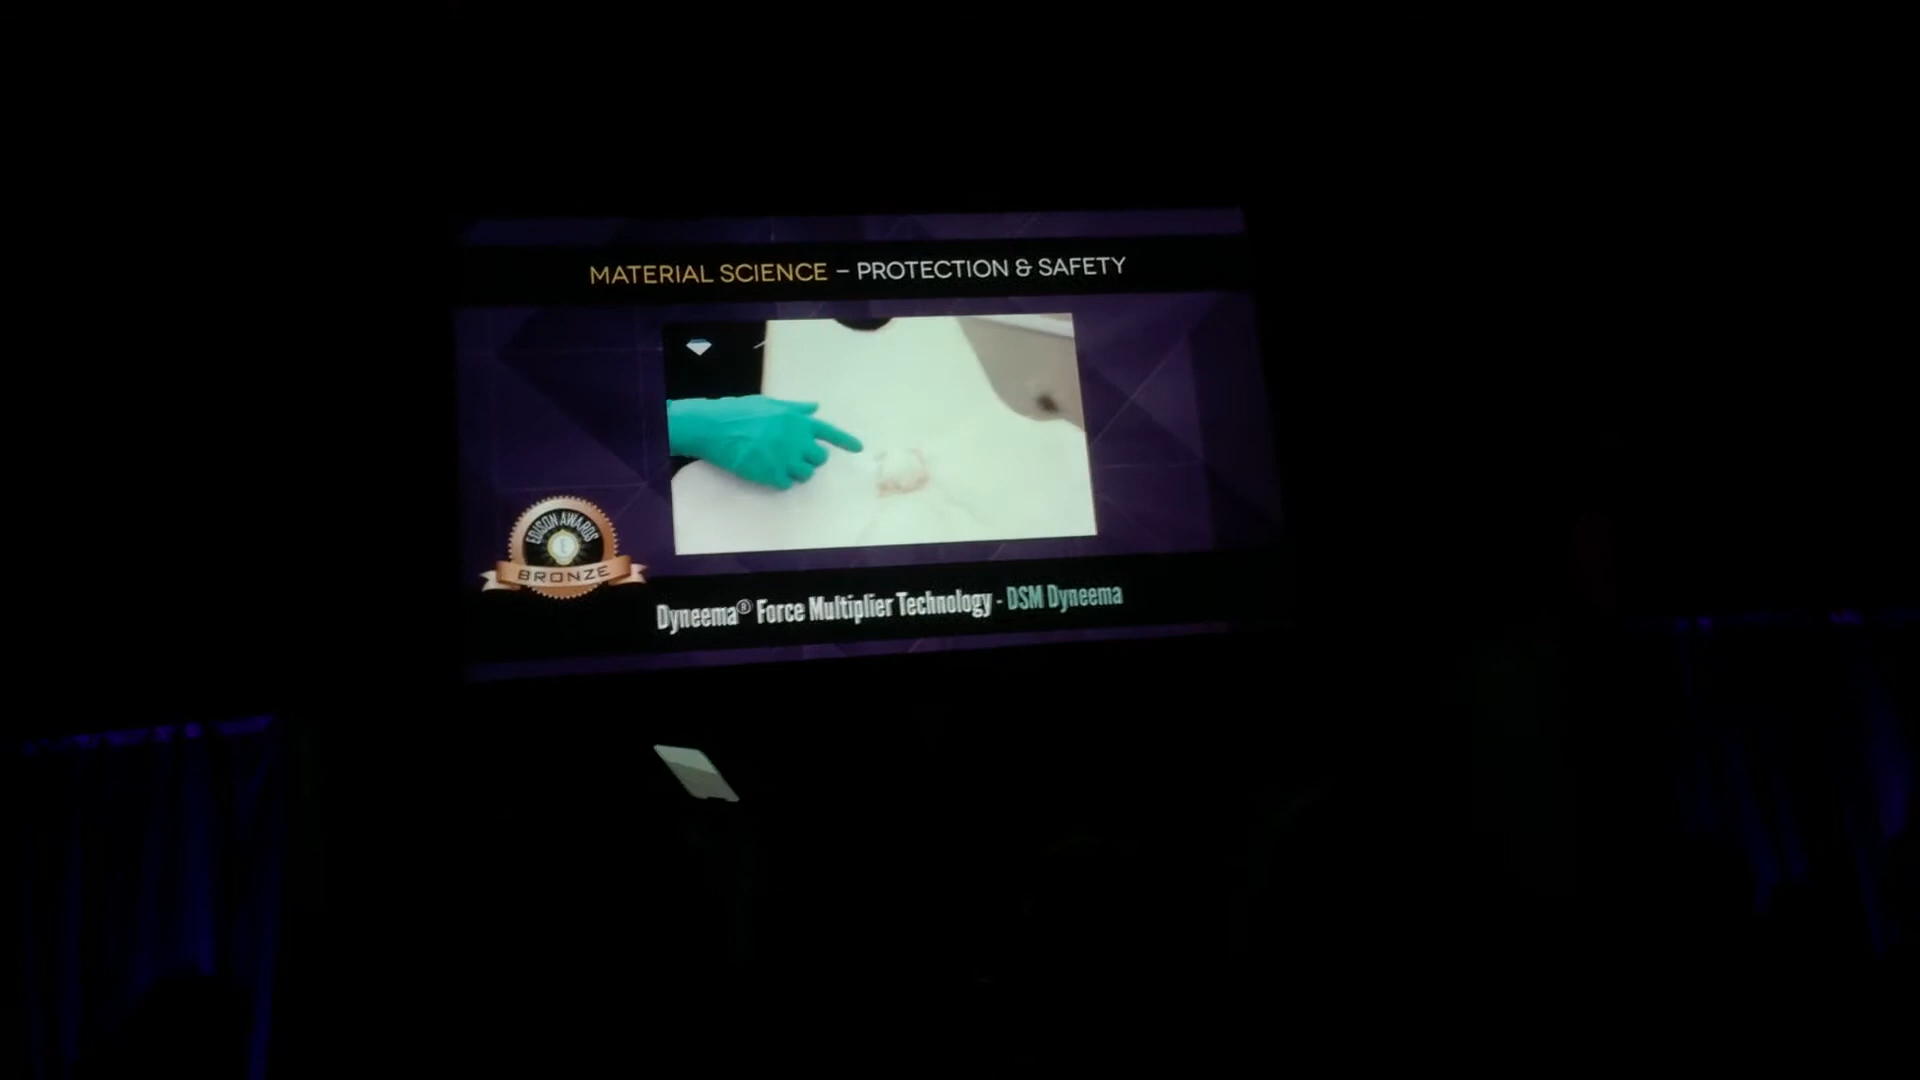 MATERIAL SCIENCE – PROTECTION & SAFETY
EDISON AWARDS
E
BRONZE
Dyneema® Force Multiplier Technology - DSM Dyneema